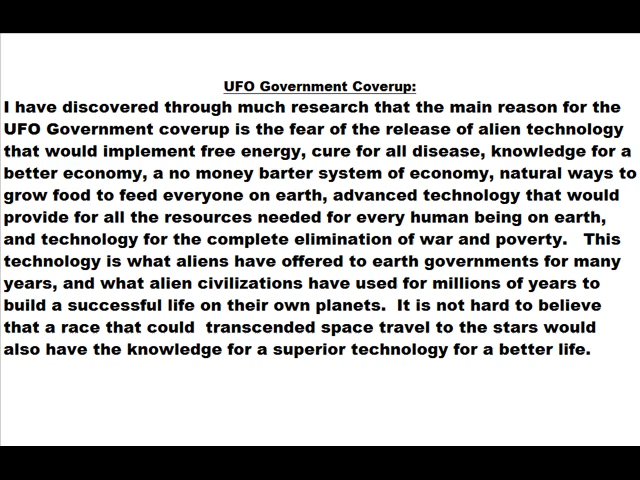 UFO Government Coverup:
I have discovered through much research that the main reason for the
UFO Government coverup is the fear of the release of alien technology
that would implement free energy, cure for all disease, knowledge for a
better economy, a no money barter system of economy, natural ways to
grow food to feed everyone on earth, advanced technology that would
provide for all the resources needed for every human being on earth,
and technology for the complete elimination of war and poverty.   This
technology is what aliens have offered to earth governments for many
years, and what alien civilizations have used for millions of years to
build a successful life on their own planets.  It is not hard to believe
that a race that could  transcended space travel to the stars would
also have the knowledge for a superior technology for a better life.